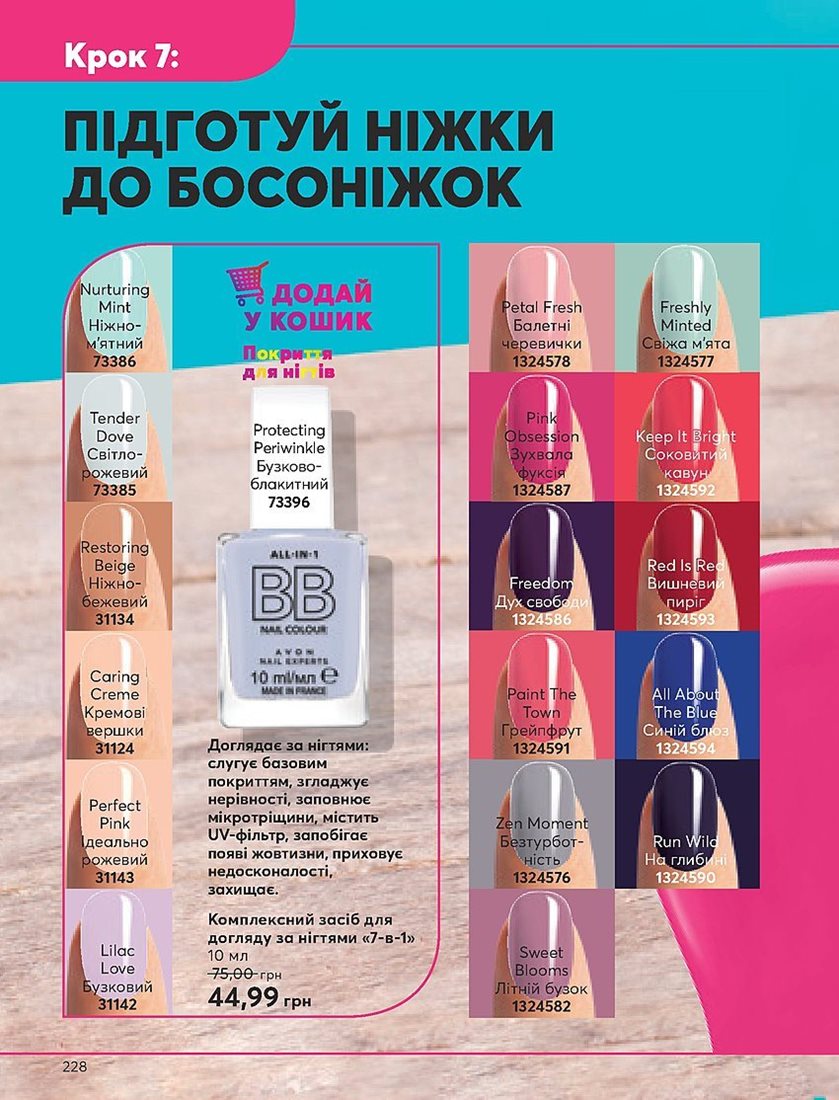 Крок 7:
ПІДГОТУЙ НІЖКИ
ДО БОСОНІЖОК
Nurturing
Mint
Ніжно-
м'ятний
73386
Tender
Dove
Світло-
рожевий
73385
Restoring
Beige
Ніжно-
бежевий
31134
Caring
Creme
Кремові
вершки
31124
Perfect
Pink
Ідеально
рожевий
31143
Lilac
Love
Бузковий
31142
ДОДАЙ
У КОШИК
Покриття
для нігтів
Protecting
Periwinkle
Бузково-
блакитний
73396
ALL-IN-1
BB
NAIL COLOUR
AVON
NAIL EXPERTS
10 ml/мл e
MADE IN FRANCE
Доглядає за нігтями:
слугує базовим
покриттям, згладжує
нерівності, заповнює
мікротріщини, містить
UV-фільтр, запобігає
появі жовтизни, приховує
недосконалості,
захищає.
Комплексний засіб для
догляду за нігтями «7-в-1»
10 мл
75,00 грн
44,99 грн
Petal Fresh
Балетні
черевички
1324578
Freshly
Minted
Свіжа м'ята
1324577
Pink
Obsession
Зухвала
фуксія
1324587
Keep It Bright
Соковитий
кавун
1324592
Freedom
Дух свободи
1324586
Red Is Red
Вишневий
пиріг
1324593
Paint The
Town
Грейпфрут
1324591
All About
The Blue
Синій блюз
1324594
Zen Moment
Безтурбот-
ність
1324576
Run Wild
На глибині
1324590
Sweet
Blooms
Літній бузок
1324582
228